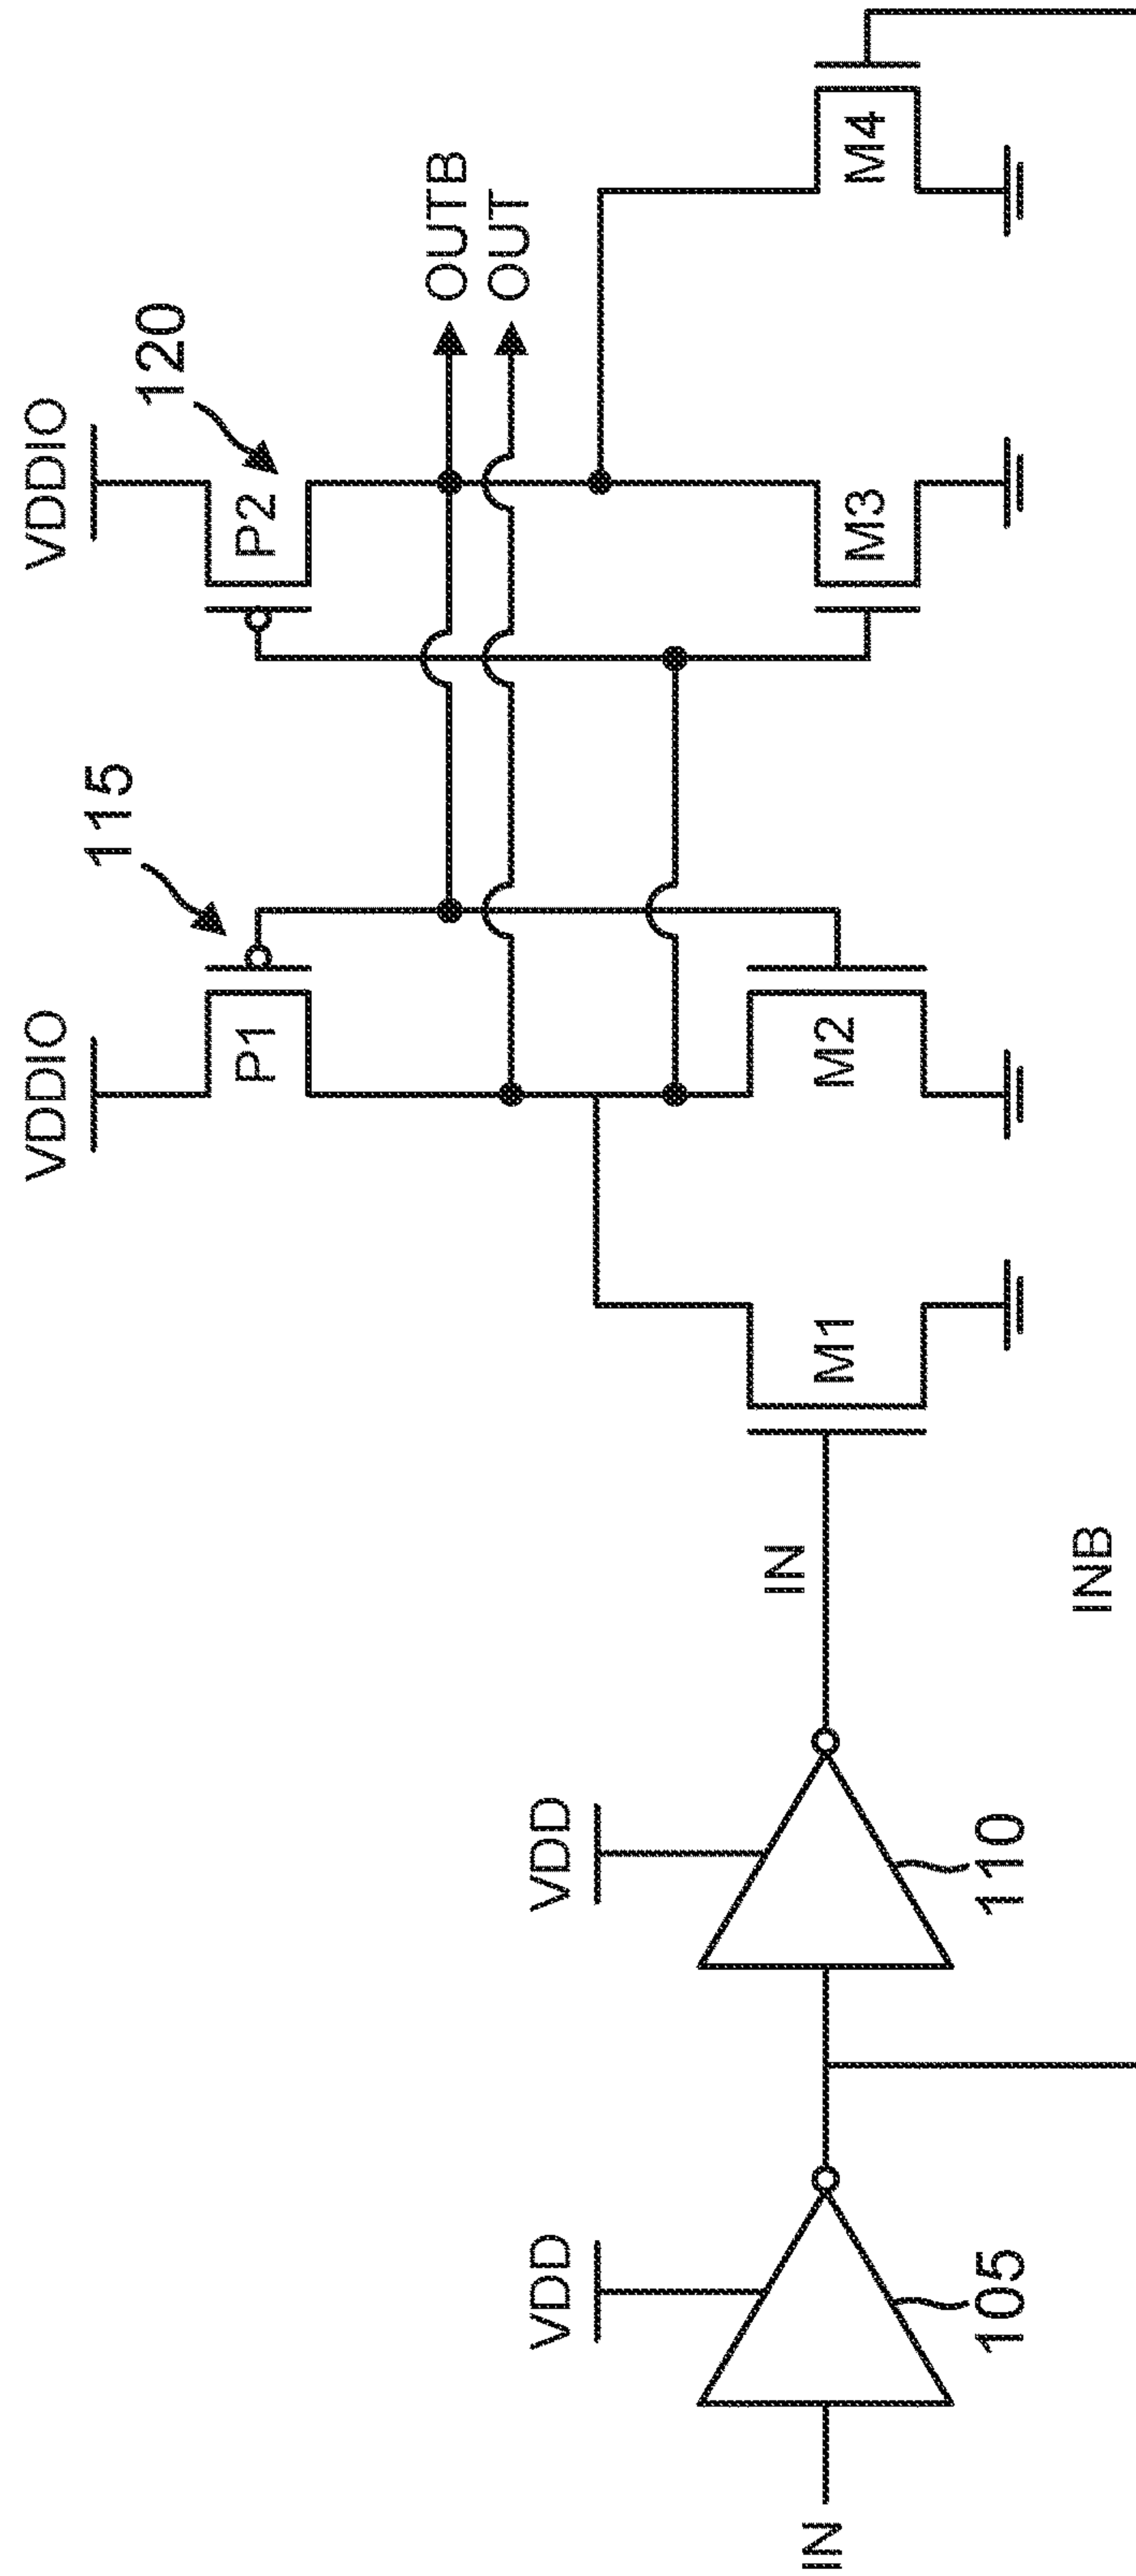 VDDIO
VDDIO
120
115
P1
P2
OUTB
OUT
VDD
VDD
IN
IN
M1
M2
M3
M4
105
110
INB